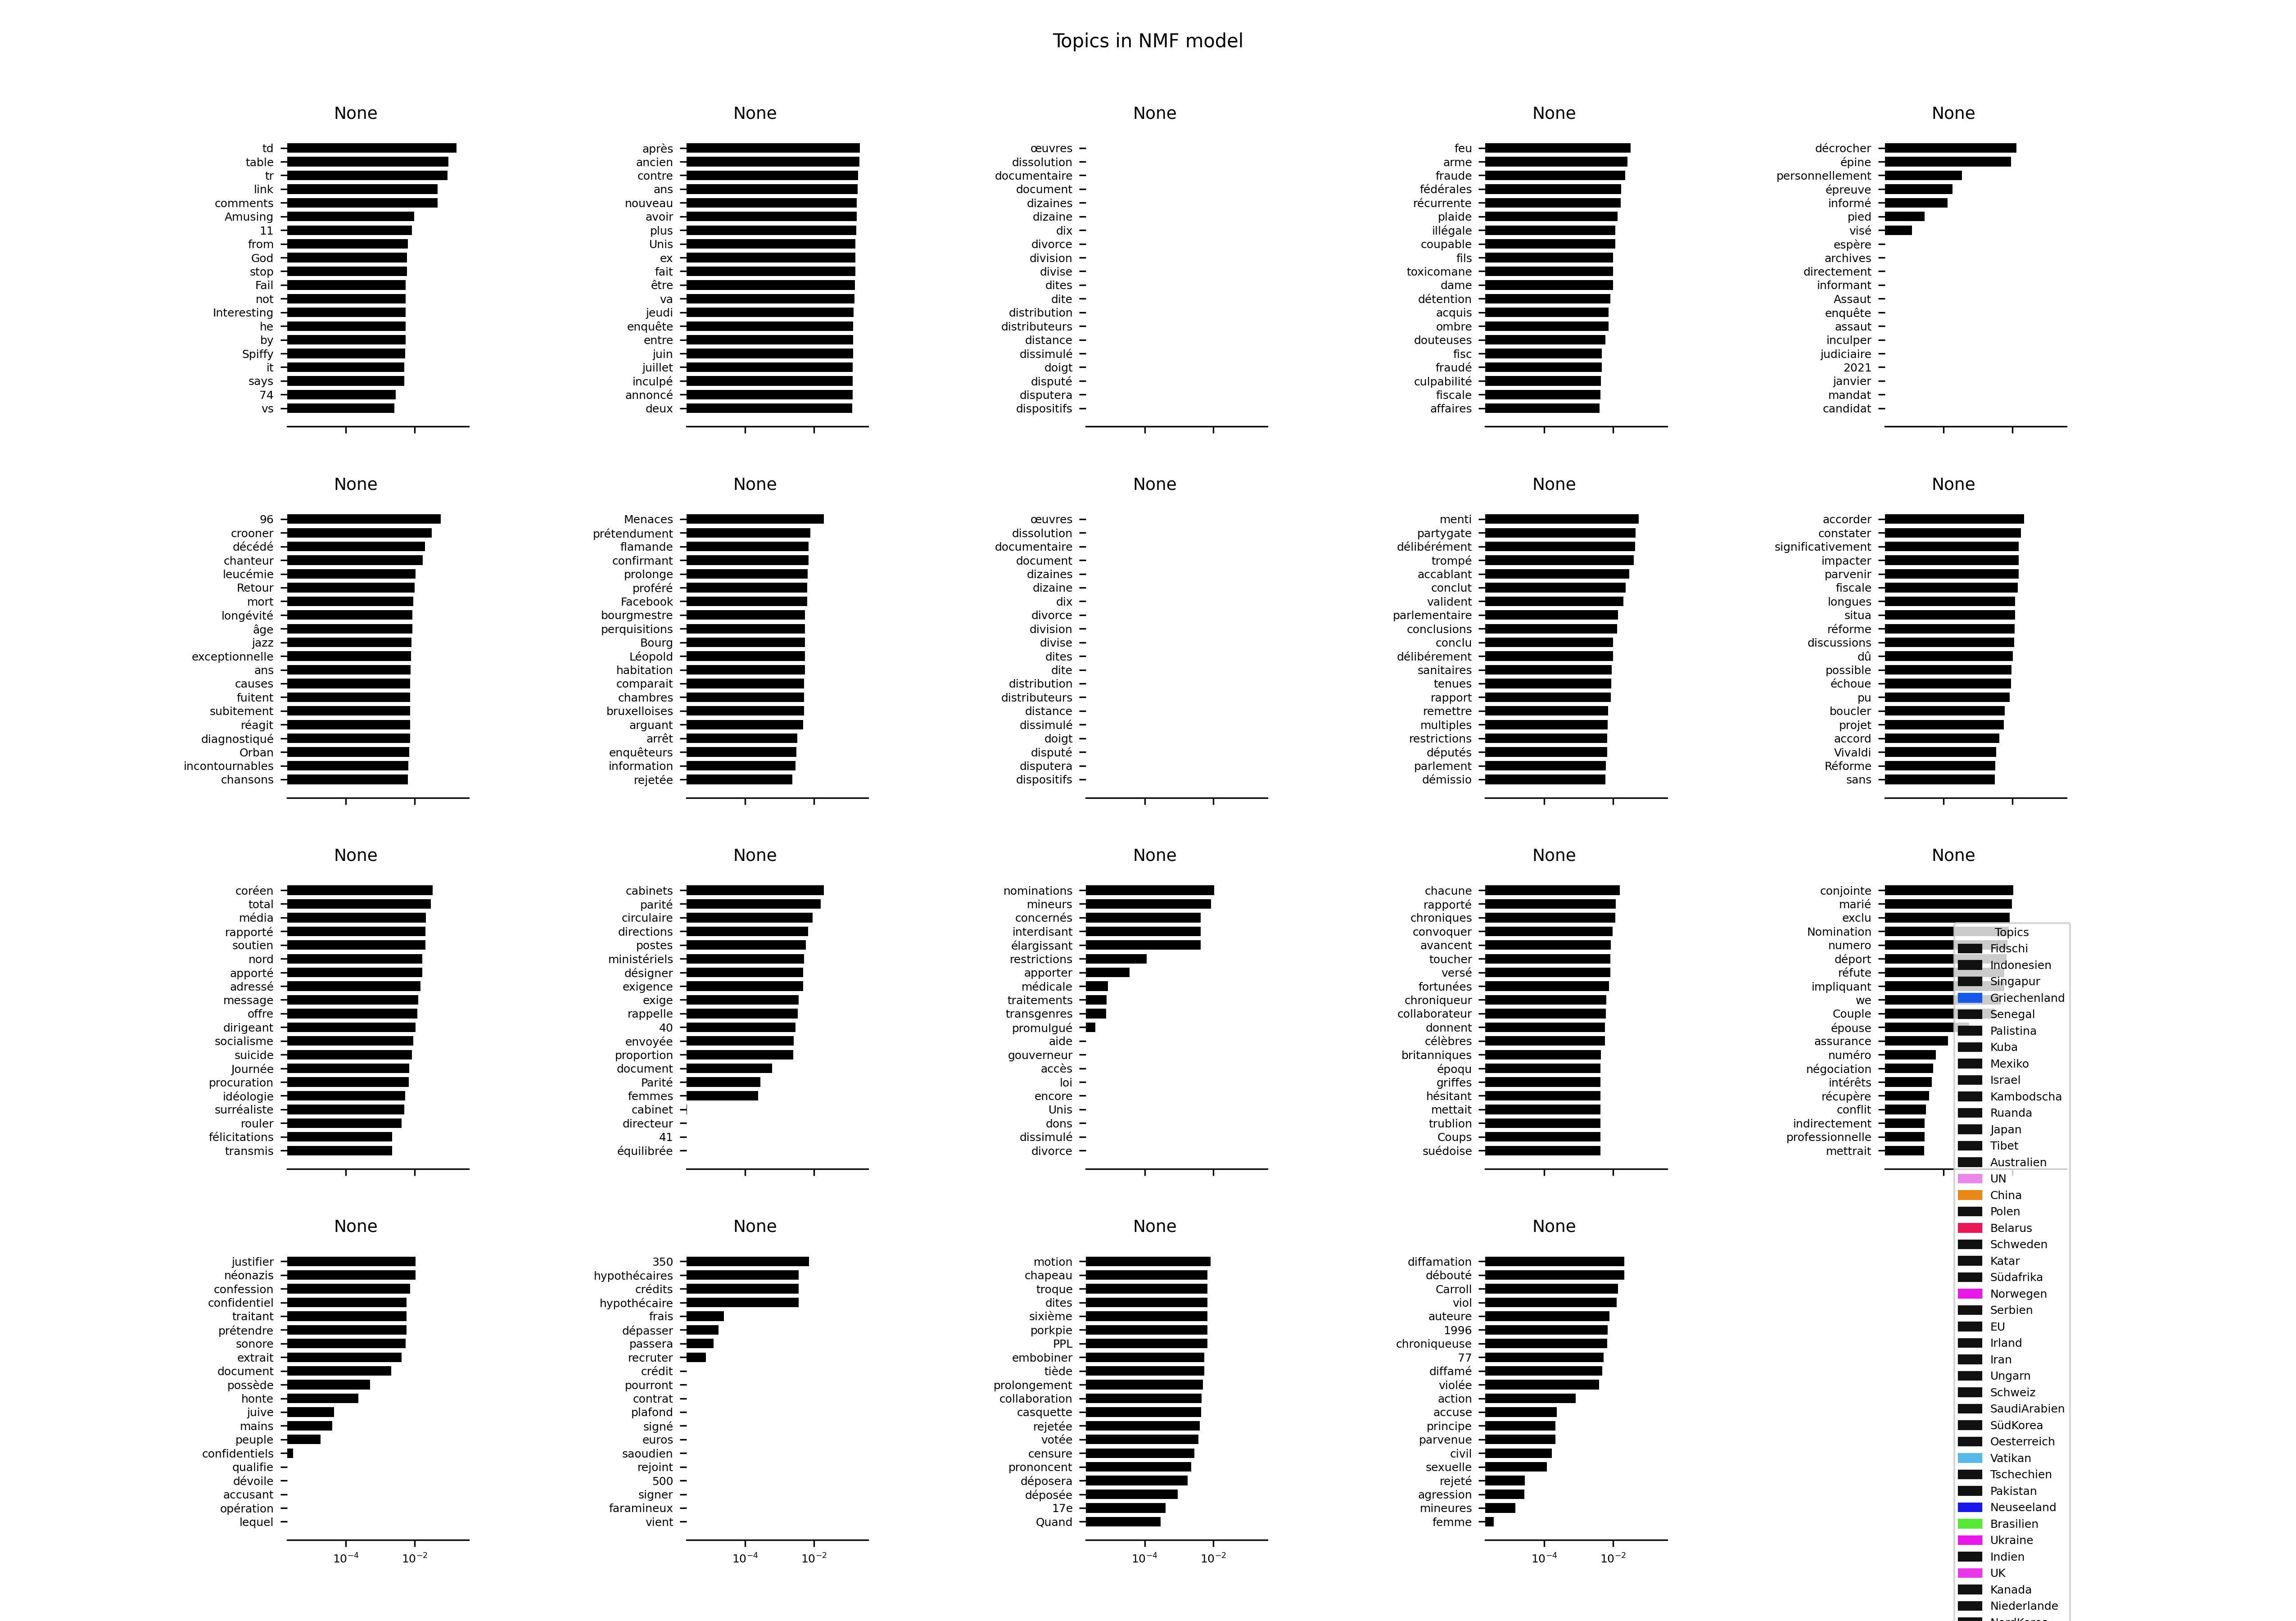 Topics in NMF model
None
td
table
tr
link
comments
Amusing
11
from
God
stop
Fail
not
Interesting
he
by
Spiffy
it
says
74
vs
None
après
ancien
contre
ans
nouveau
avoir
plus
Unis
ex
fait
être
va
jeudi
enquête
entre
juin
juillet
inculpé
annoncé
deux
None
œuvres
dissolution
documentaire
document
dizaines
dizaine
dix
divorce
division
divise
dites
dite
distribution
distributeurs
distance
dissimulé
doigt
disputé
disputera
dispositifs
None
feu
arme
fraude
fédérales
récurrente
plaide
illégale
coupable
fils
toxicomane
dame
détention
acquis
ombre
douteuses
fisc
fraudé
culpabilité
fiscale
affaires
None
décrocher
épine
personnellement
épreuve
informé
pied
visé
espère
archives
directement
informant
Assaut
enquête
assaut
inculper
judiciaire
2021
janvier
mandat
candidat
None
96
crooner
décédé
chanteur
leucémie
Retour
mort
longévité
âge
jazz
exceptionnelle
ans
causes
fuitent
subitement
réagit
diagnostiqué
Orban
incontournables
chansons
None
Menaces
prétendument
flamande
confirmant
prolonge
proféré
Facebook
bourgmestre
perquisitions
Bourg
Léopold
habitation
comparait
chambres
bruxelloises
arguant
arrêt
enquêteurs
information
rejetée
None
œuvres
dissolution
documentaire
document
dizaines
dizaine
dix
divorce
division
divise
dites
dite
distribution
distributeurs
distance
dissimulé
doigt
disputé
disputera
dispositifs
None
menti
partygate
délibérément
trompé
accablant
conclut
valident
parlementaire
conclusions
conclu
délibérement
sanitaires
tenues
rapport
remettre
multiples
restrictions
députés
parlement
démissio
None
accorder
constater
significativement
impacter
parvenir
fiscale
longues
situa
réforme
discussions
dû
possible
échoue
pu
boucler
projet
accord
Vivaldi
Réforme
sans
None
coréen
total
média
rapporté
soutien
nord
apporté
adressé
message
offre
dirigeant
socialisme
suicide
Journée
procuration
idéologie
surréaliste
rouler
félicitations
transmis
None
cabinets
parité
circulaire
directions
postes
ministériels
désigner
exigence
exige
rappelle
40
envoyée
proportion
document
Parité
femmes
cabinet
directeur
41
équilibrée
None
nominations
mineurs
concernés
interdisant
élargissant
restrictions
apporter
médicale
traitements
transgenres
promulgué
aide
gouverneur
accès
loi
encore
Unis
dons
dissimulé
divorce
None
chacune
rapporté
chroniques
convoquer
avancent
toucher
versé
fortunées
chroniqueur
collaborateur
donnent
célèbres
britanniques
époqu
griffes
hésitant
mettait
trublion
Coups
suédoise
None
conjointe
marié
exclu
Nomination
numero
déport
réfute
impliquant
we
Couple
épouse
assurance
numéro
négociation
intérêts
récupère
conflit
indirectement
professionnelle
mettrait
None
justifier
néonazis
confession
confidentiel
traitant
prétendre
sonore
extrait
document
possède
honte
juive
mains
peuple
confidentiels
qualifie
dévoile
accusant
opération
lequel
10⁻⁴ 10⁻²
None
350
hypothécaires
crédits
hypothécaire
frais
dépasser
passera
recruter
crédit
pourront
contrat
plafond
signé
euros
saoudien
rejoint
500
signer
faramineux
vient
10⁻⁴ 10⁻²
None
motion
chapeau
troque
dites
sixième
porkpie
PPL
embobiner
tiède
prolongement
collaboration
casquette
rejetée
votée
censure
prononcent
déposera
déposée
17e
Quand
10⁻⁴ 10⁻²
None
diffamation
débouté
Carroll
viol
auteure
1996
chroniqueuse
77
diffamé
violée
action
accuse
principe
parvenue
civil
sexuelle
rejeté
agression
mineures
femme
10⁻⁴ 10⁻²
Topics
Fidschi
Indonesien
Singapur
Griechenland
Senegal
Palistina
Kuba
Mexiko
Israel
Kambodscha
Ruanda
Japan
Tibet
Australien
UN
China
Polen
Belarus
Schweden
Katar
Südafrika
Norwegen
Serbien
EU
Irland
Iran
Ungarn
Schweiz
SaudiArabien
SüdKorea
Oesterreich
Vatikan
Tschechien
Pakistan
Neuseeland
Brasilien
Ukraine
Indien
UK
Kanada
Niederlande